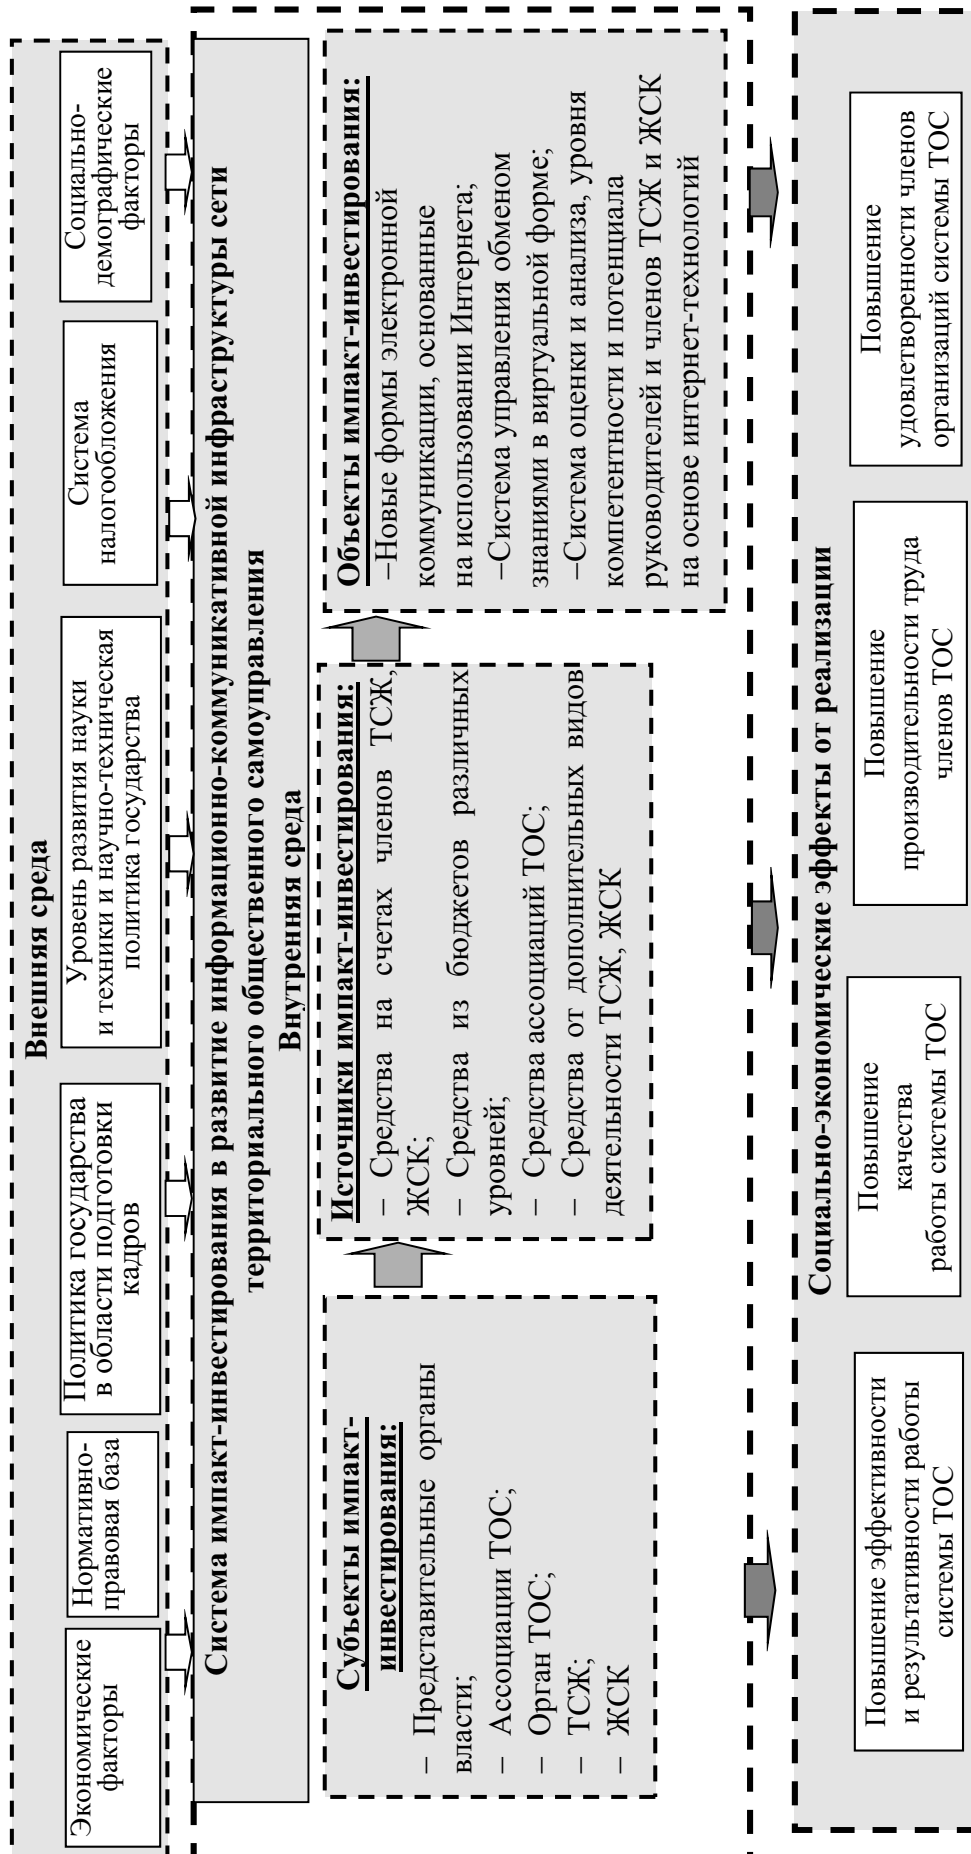 Внешняя среда
Экономические
факторы
Нормативно-
правовая база
Политика государства
в области подготовки
кадров
Уровень развития науки
и техники и научно-техническая
политика государства
Система
налогообложения
Социально-
демографические
факторы
Система импакт-инвестирования в развитие информационно-коммуникативной инфраструктуры сети
территориального общественного самоуправления
Внутренняя среда
Субъекты импакт-
инвестирования:
– Представительные органы
власти;
– Ассоциации ТОС;
– Орган ТОС;
– ТСЖ;
– ЖСК
Источники импакт-инвестирования:
– Средства на счетах членов ТСЖ,
ЖСК;
– Средства из бюджетов различных
уровней;
– Средства ассоциаций ТОС;
– Средства от дополнительных видов
деятельности ТСЖ, ЖСК
Объекты импакт-инвестирования:
–Новые формы электронной
коммуникации, основанные
на использовании Интернета;
–Система управления обменом
знаниями в виртуальной форме;
–Система оценки и анализа, уровня
компетентности и потенциала
руководителей и членов ТСЖ и ЖСК
на основе интернет-технологий
Социально-экономические эффекты от реализации
Повышение эффективности
и результативности работы
системы ТОС
Повышение
качества
работы системы ТОС
Повышение
производительности труда
членов ТОС
Повышение
удовлетворенности членов
организаций системы ТОС